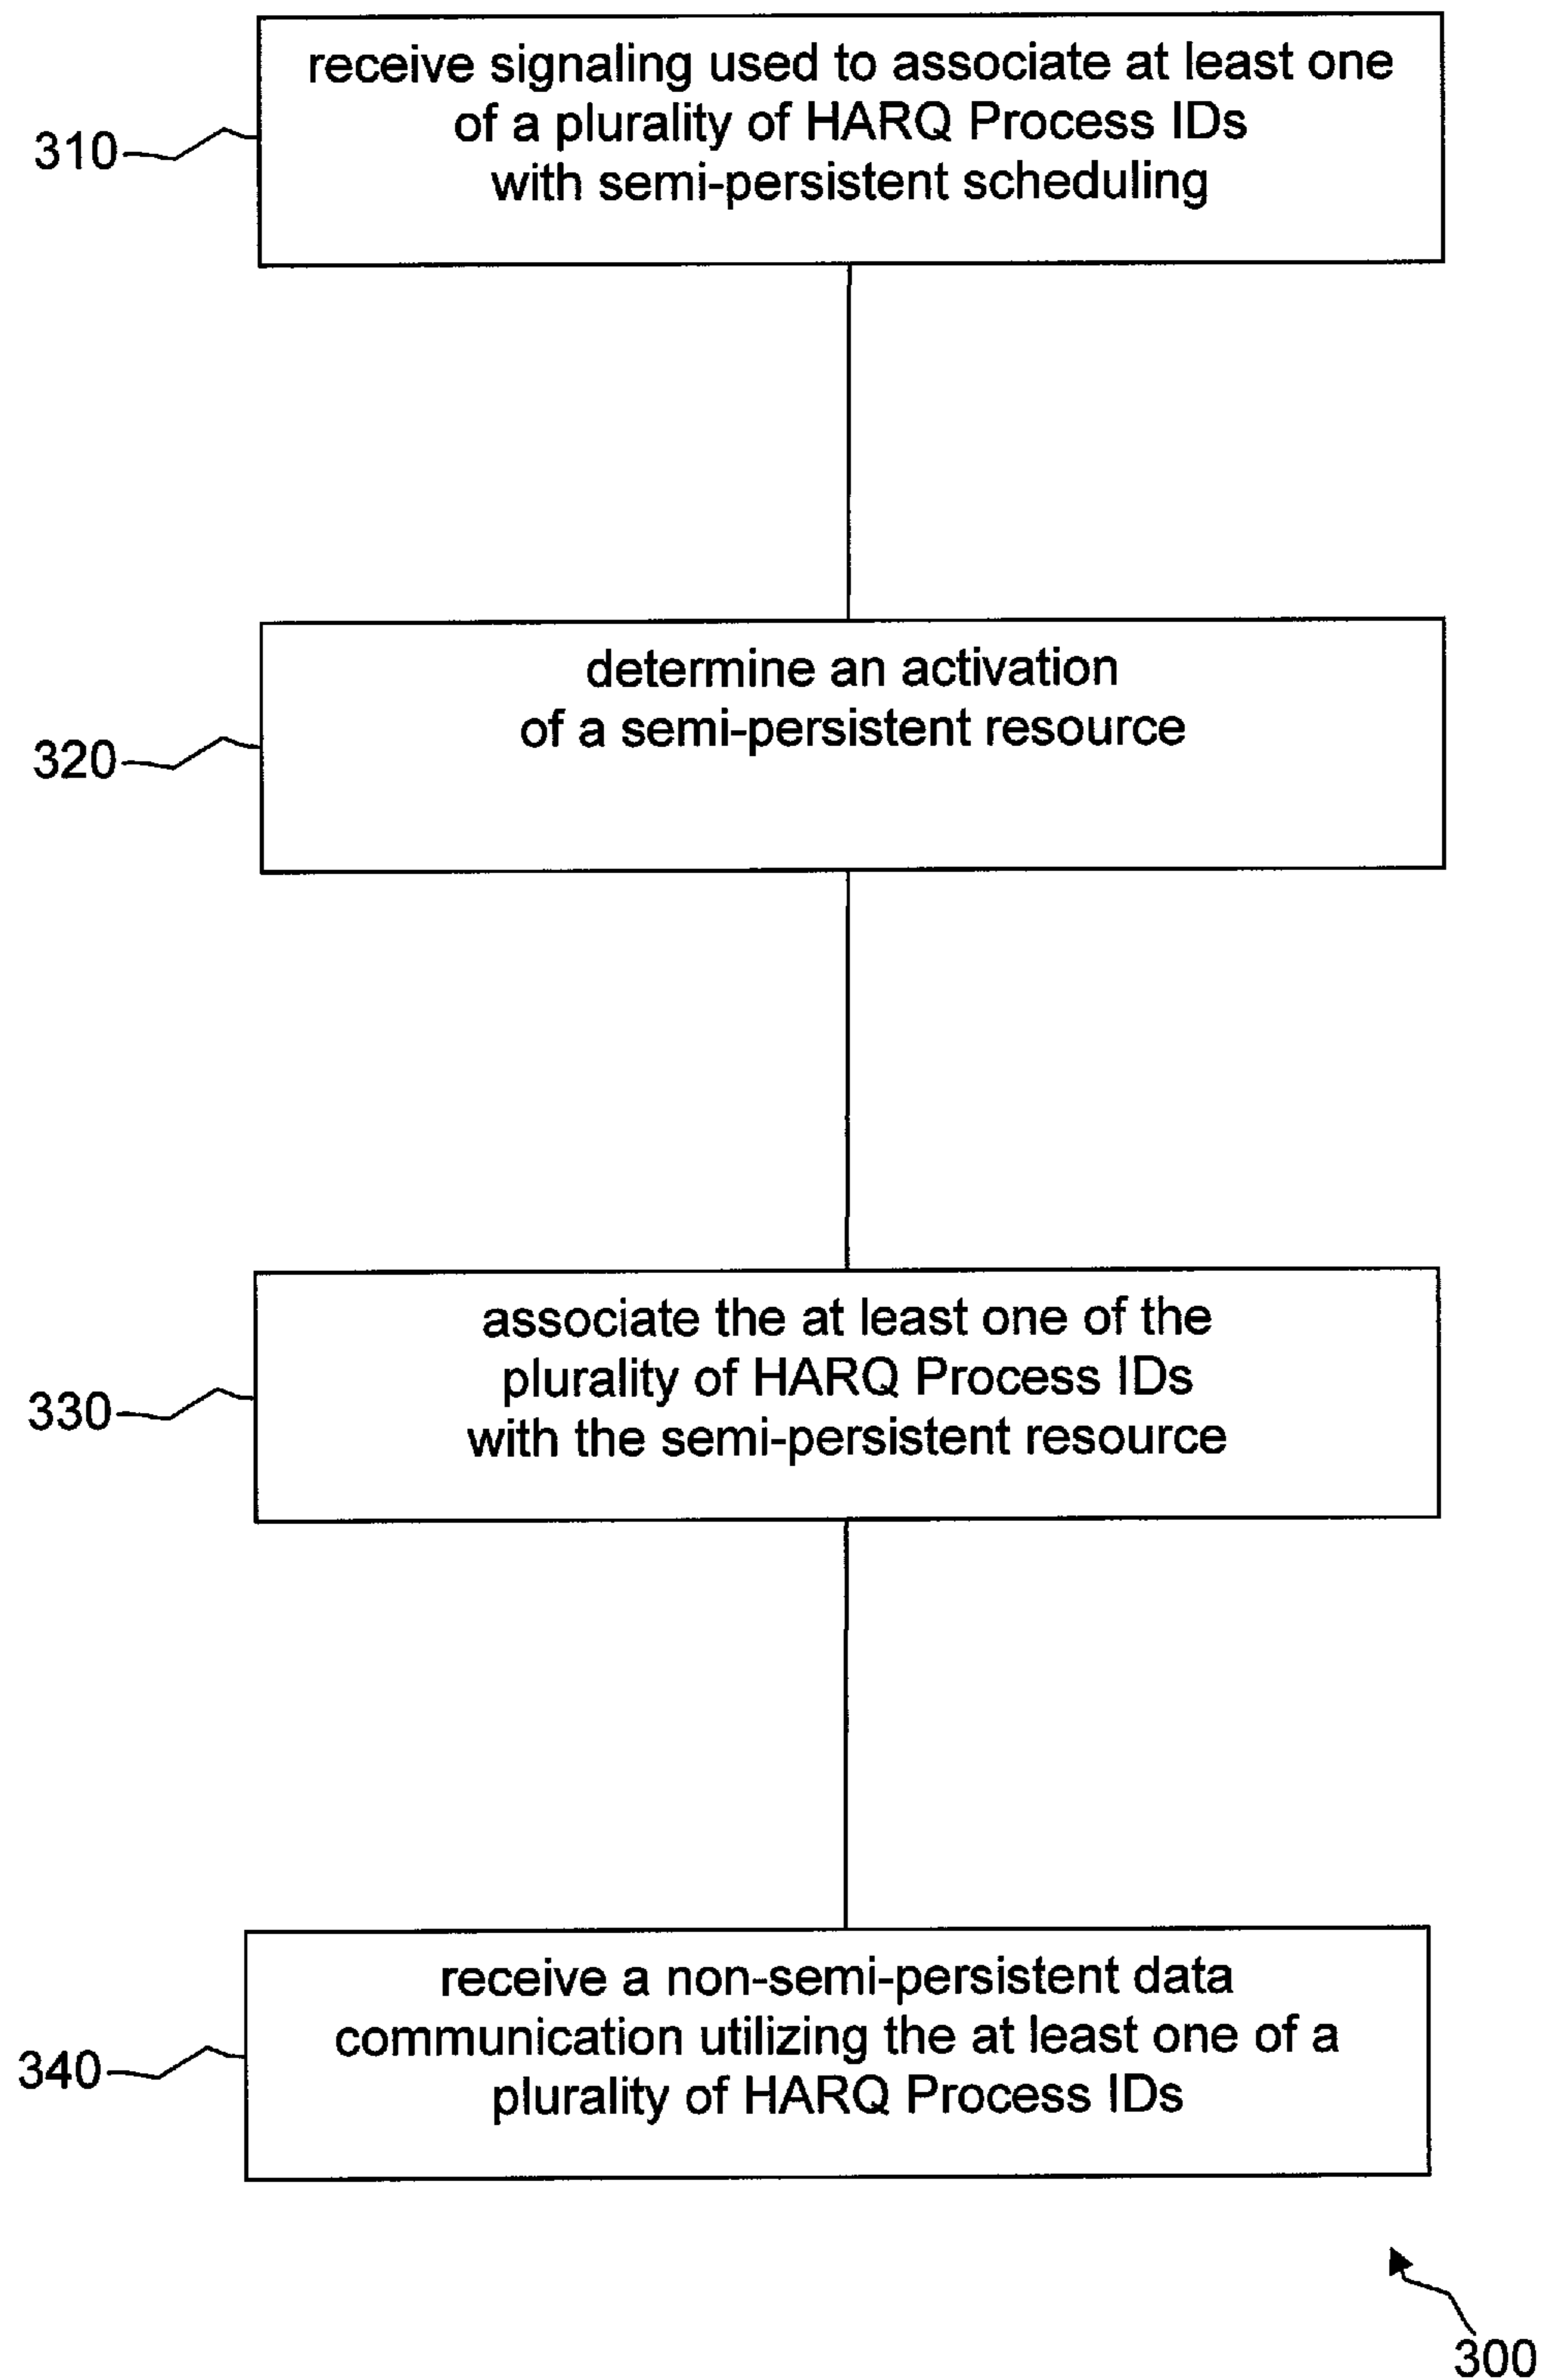 receive signaling used to associate at least one
of a plurality of HARQ Process IDs
with semi-persistent scheduling
310
determine an activation
of a semi-persistent resource
320
associate the at least one of the
plurality of HARQ Process IDs
with the semi-persistent resource
330
receive a non-semi-persistent data
communication utilizing the at least one of a
plurality of HARQ Process IDs
340
300